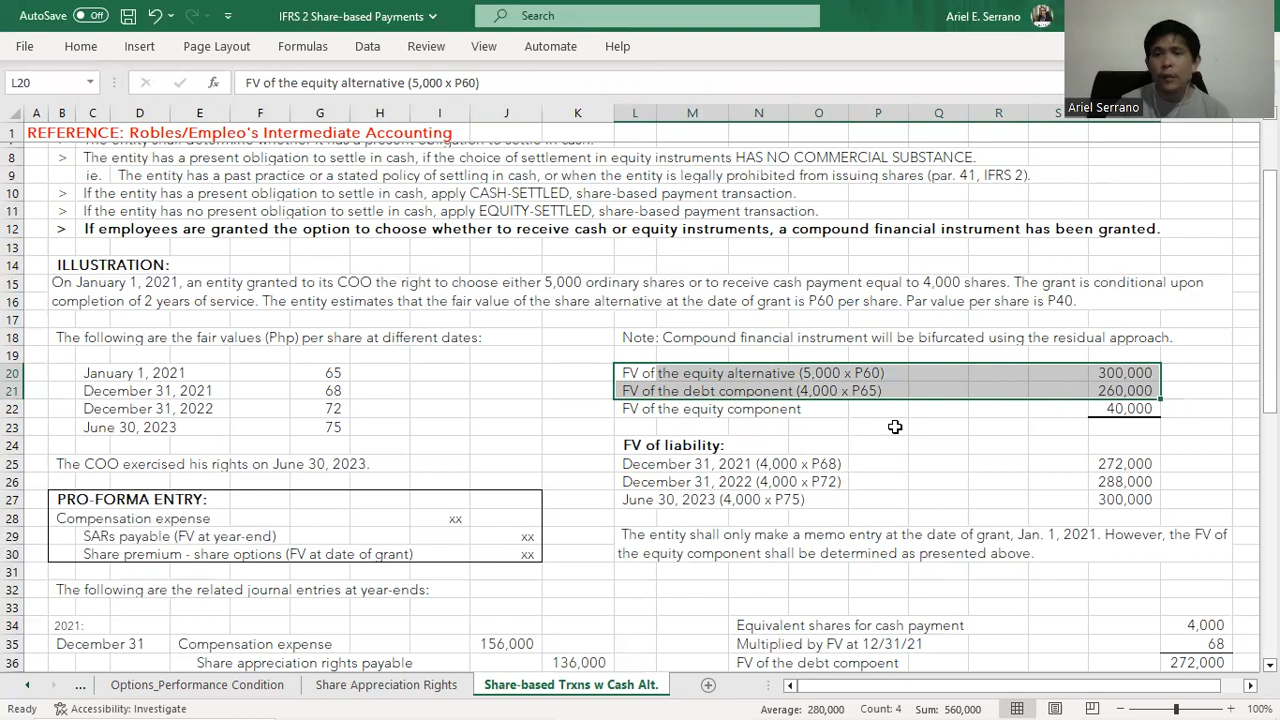 AutoSave Off IFRS 2 Share-based Payments Search Ariel E. Serrano
File Home Insert Page Layout Formulas Data Review View Automate Help
L20 fx FV of the equity alternative (5,000 x P60)
Ariel Serrano
A B C D E F G H I J K L M N O P Q R S
1 REFERENCE: Robles/Empleo's Intermediate Accounting
8 > The entity has a present obligation to settle in cash, if the choice of settlement in equity instruments HAS NO COMMERCIAL SUBSTANCE.
9 ie. The entity has a past practice or a stated policy of settling in cash, or when the entity is legally prohibited from issuing shares (par. 41, IFRS 2).
10 > If the entity has a present obligation to settle in cash, apply CASH-SETTLED, share-based payment transaction.
11 > If the entity has no present obligation to settle in cash, apply EQUITY-SETTLED, share-based payment transaction.
12 > If employees are granted the option to choose whether to receive cash or equity instruments, a compound financial instrument has been granted.
13
14 ILLUSTRATION:
15 On January 1, 2021, an entity granted to its COO the right to choose either 5,000 ordinary shares or to receive cash payment equal to 4,000 shares. The grant is conditional upon
16 completion of 2 years of service. The entity estimates that the fair value of the share alternative at the date of grant is P60 per share. Par value per share is P40.
17
18 The following are the fair values (Php) per share at different dates: Note: Compound financial instrument will be bifurcated using the residual approach.
19
20 January 1, 2021 65 FV of the equity alternative (5,000 x P60) 300,000
21 December 31, 2021 68 FV of the debt component (4,000 x P65) 260,000
22 December 31, 2022 72 FV of the equity component 40,000
23 June 30, 2023 75
24 FV of liability:
25 The COO exercised his rights on June 30, 2023. December 31, 2021 (4,000 x P68) 272,000
26 December 31, 2022 (4,000 x P72) 288,000
27 PRO-FORMA ENTRY: June 30, 2023 (4,000 x P75) 300,000
28 Compensation expense xx
29 SARs payable (FV at year-end) xx The entity shall only make a memo entry at the date of grant, Jan. 1, 2021. However, the FV of
30 Share premium - share options (FV at date of grant) xx the equity component shall be determined as presented above.
31
32 The following are the related journal entries at year-ends:
33
34 2021: Equivalent shares for cash payment 4,000
35 December 31 Compensation expense 156,000 Multiplied by FV at 12/31/21 68
36 Share appreciation rights payable 136,000 FV of the debt compoent 272,000
... Options_Performance Condition Share Appreciation Rights Share-based Trxns w Cash Alt.
Ready Accessibility: Investigate Average: 280,000 Count: 4 Sum: 560,000 100%